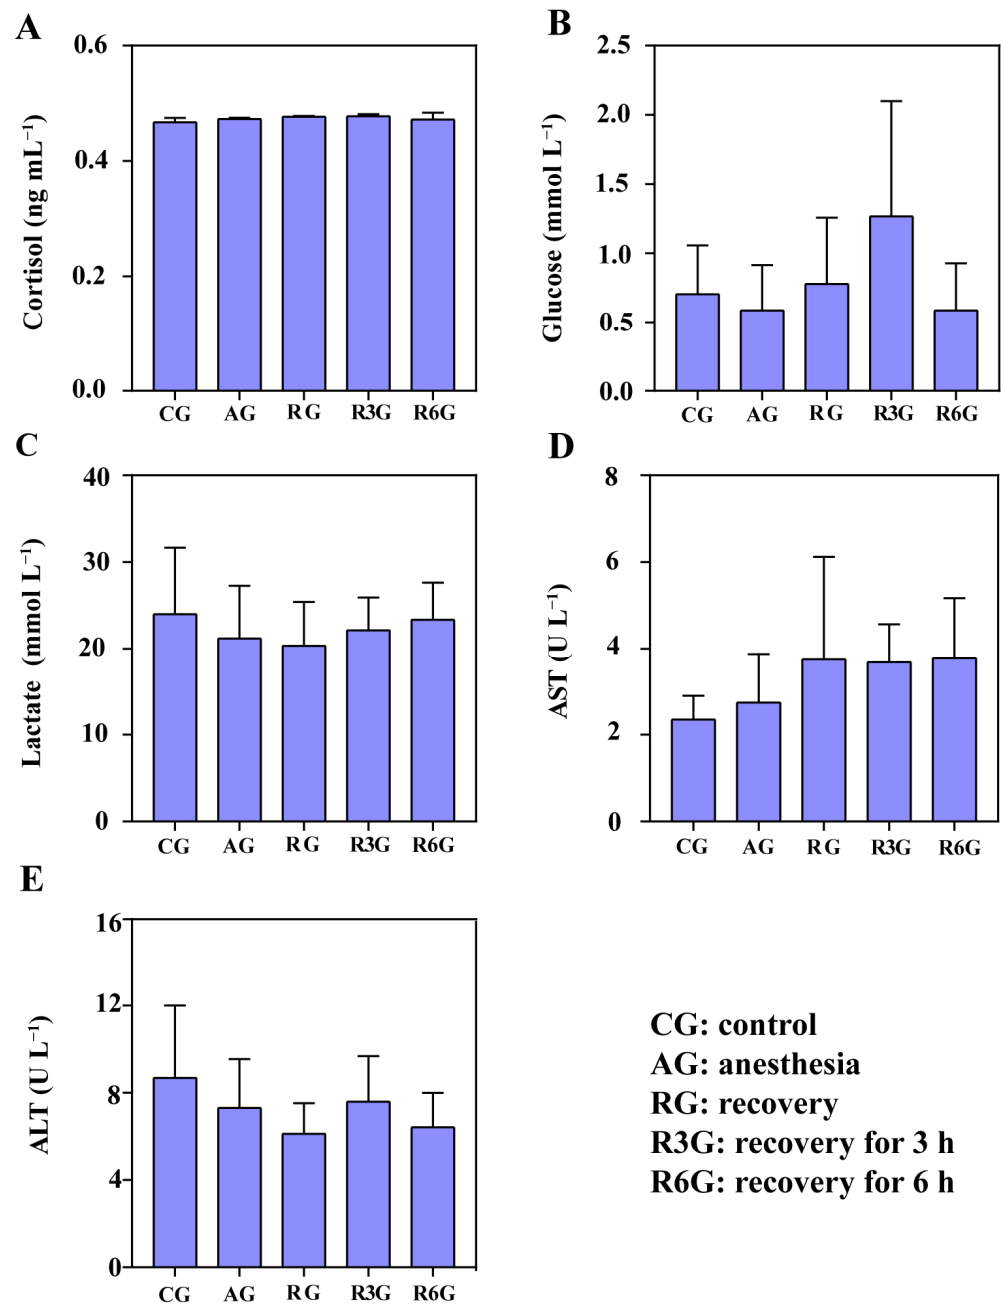 A
Cortisol (ng mL⁻¹)
0.6
0.4
0.2
0.0
CG AG RG R3G R6G
B
Glucose (mmol L⁻¹)
2.5
2.0
1.5
1.0
0.5
0.0
CG AG RG R3G R6G
C
Lactate (mmol L⁻¹)
40
30
20
10
0
CG AG RG R3G R6G
D
AST (U L⁻¹)
8
6
4
2
0
CG AG RG R3G R6G
E
ALT (U L⁻¹)
16
12
8
4
0
CG AG RG R3G R6G
CG: control
AG: anesthesia
RG: recovery
R3G: recovery for 3 h
R6G: recovery for 6 h